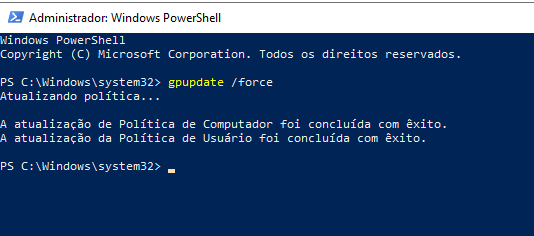 Administrador: Windows PowerShell
Windows PowerShell
Copyright (C) Microsoft Corporation. Todos os direitos reservados.
PS C:\Windows\system32> gpupdate /force
Atualizando política...
A atualização de Política de Computador foi concluída com êxito.
A atualização da Política de Usuário foi concluída com êxito.
PS C:\Windows\system32>